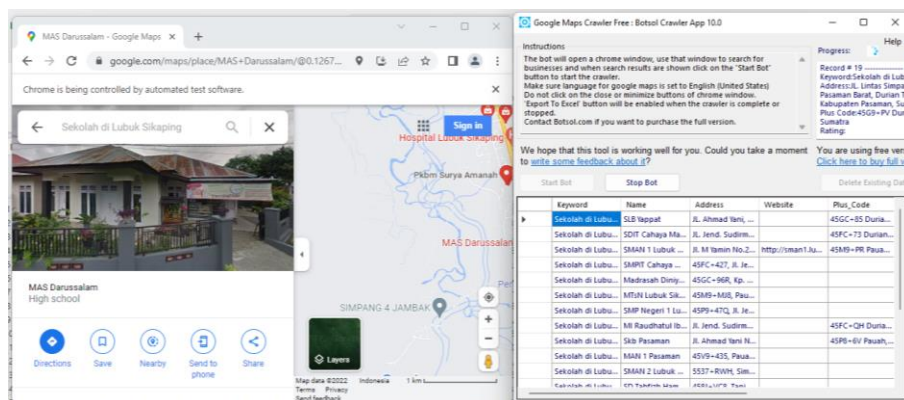 MAS Darussalam - Google Maps
google.com/maps/place/MAS+Darussalam/@0.1267...
Chrome is being controlled by automated test software.
Sekolah di Lubuk Sikaping
Sign in
Hospital Lubuk Sikaping
Pkbm Surya Amanah
MAS Darussalam
SIMPANG 4 JAMBAK
MAS Darussalam
High school
Directions
Save
Nearby
Send to
phone
Share
Layers
Map data ©2022 Indonesia 1 km
Terms Privacy
Send feedback
Google Maps Crawler Free : Botsol Crawler App 10.0
Help
Instructions
The bot will open a chrome window, use that window to search for
businesses and when search results are shown click on the 'Start Bot'
button to start the crawler.
Make sure language for google maps is set to English (United States)
Do not click on the close or minimize buttons of chrome window.
'Export To Excel' button will be enabled when the crawler is complete or
stopped.
Contact Botsol.com if you want to purchase the full version.
Progress:
Record # 19
Keyword:Sekolah di Lub
Address:JL. Lintas Simpa
Pasaman Barat, Durian T
Kabupaten Pasaman, Su
Plus Code:45G9+PV Dur
Sumatra
Rating:
We hope that this tool is working well for you. Could you take a moment
to write some feedback about it?
You are using free ver
Click here to buy full v
Start Bot
Stop Bot
Delete Existing Dat
Keyword Name Address Website Plus_Code
Sekolah di Lubu... SLB Yappat JL. Ahmad Yani, ... 45GC+85 Duria...
Sekolah di Lubu... SDIT Cahaya Ma... JL. Jend. Sudirm... 45FC+73 Durian...
Sekolah di Lubu... SMAN 1 Lubuk ... Jl. M Yamin No.2... http://sman1.lu... 45M9+PR Paua...
Sekolah di Lubu... SMPIT Cahaya ... 45FC+427, Jl. Je...
Sekolah di Lubu... Madrasah Diniy... 45GC+96R, Kp. ...
Sekolah di Lubu... MTsN Lubuk Sik... 45M9+MJ8, Pau...
Sekolah di Lubu... SMP Negeri 1 Lu... 45P9+47Q, Jl. Je...
Sekolah di Lubu... MI Raudhatul Ib... Jl. Jend. Sudirm... 45FC+QH Duria...
Sekolah di Lubu... Skb Pasaman Jl. Ahmad Yani N... 45P8+6V Pauah,...
Sekolah di Lubu... MAN 1 Pasaman 45V9+435, Paua...
Sekolah di Lubu... SMAN 2 Lubuk ... 5537+RWH, Sim...
Sekolah di Lubu... SD Tahfizh Ham...